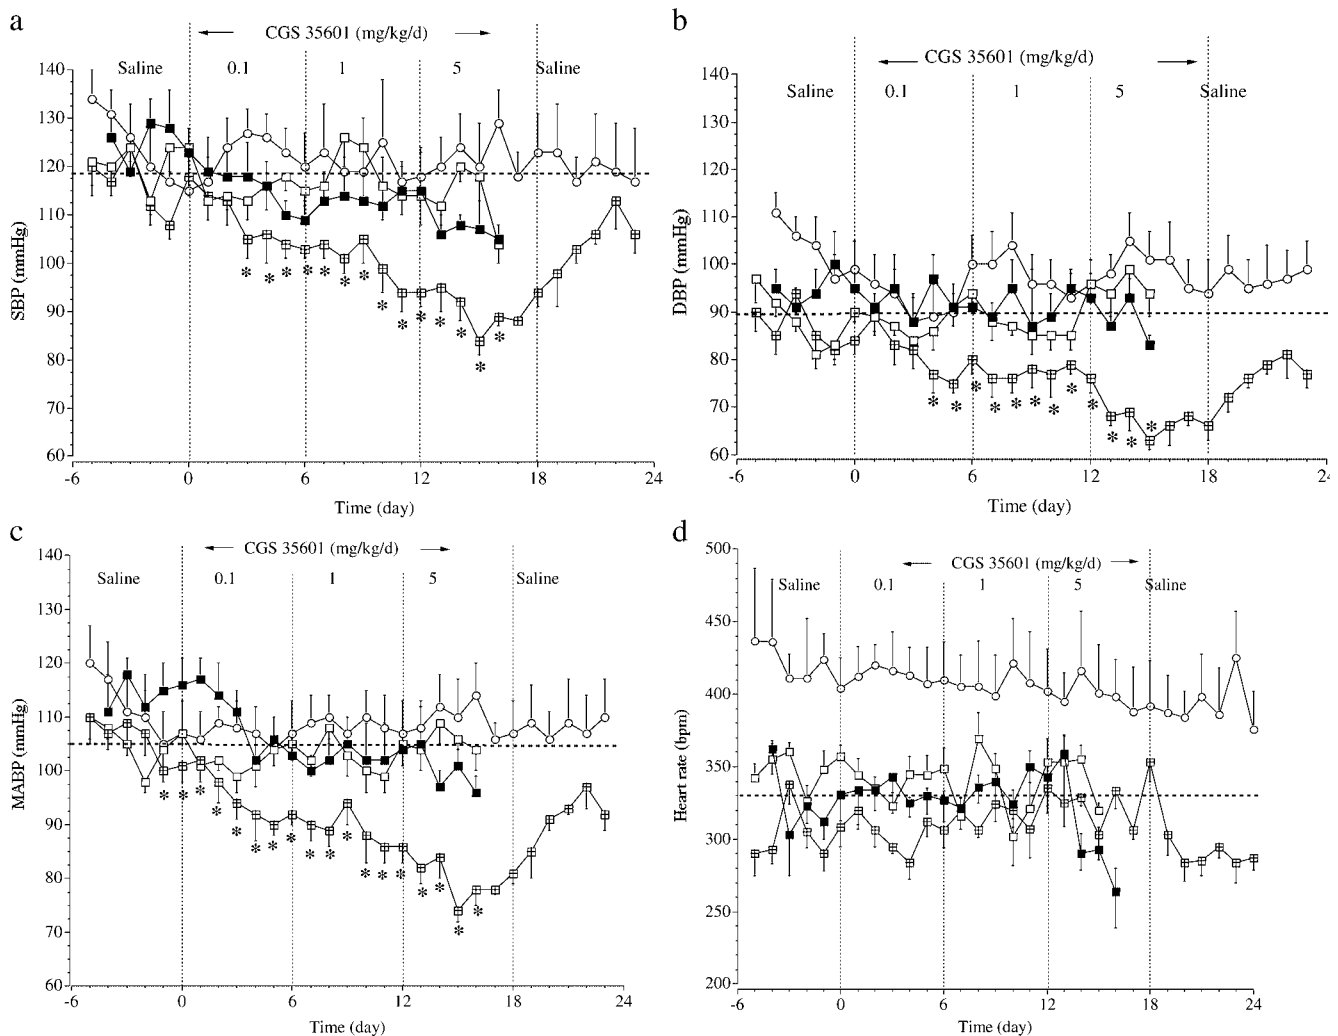 a
CGS 35601 (mg/kg/d)
Saline 0.1 1 5 Saline
140
130
120
110
100
90
80
70
60
SBP (mmHg)
* * * * * * * * * * * * * *
-6 0 6 12 18 24
Time (day)
b
CGS 35601 (mg/kg/d)
Saline 0.1 1 5 Saline
140
130
120
110
100
90
80
70
60
DBP (mmHg)
* * * * * * * * * * * *
-6 0 6 12 18 24
Time (day)
c
CGS 35601 (mg/kg/d)
Saline 0.1 1 5 Saline
140
130
120
110
100
90
80
70
60
MABP (mmHg)
* * * * * * * * * * * * * * * * * *
-6 0 6 12 18 24
Time (day)
d
CGS 35601 (mg/kg/d)
Saline 0.1 1 5 Saline
500
450
400
350
300
250
200
Heart rate (bpm)
-6 0 6 12 18 24
Time (day)